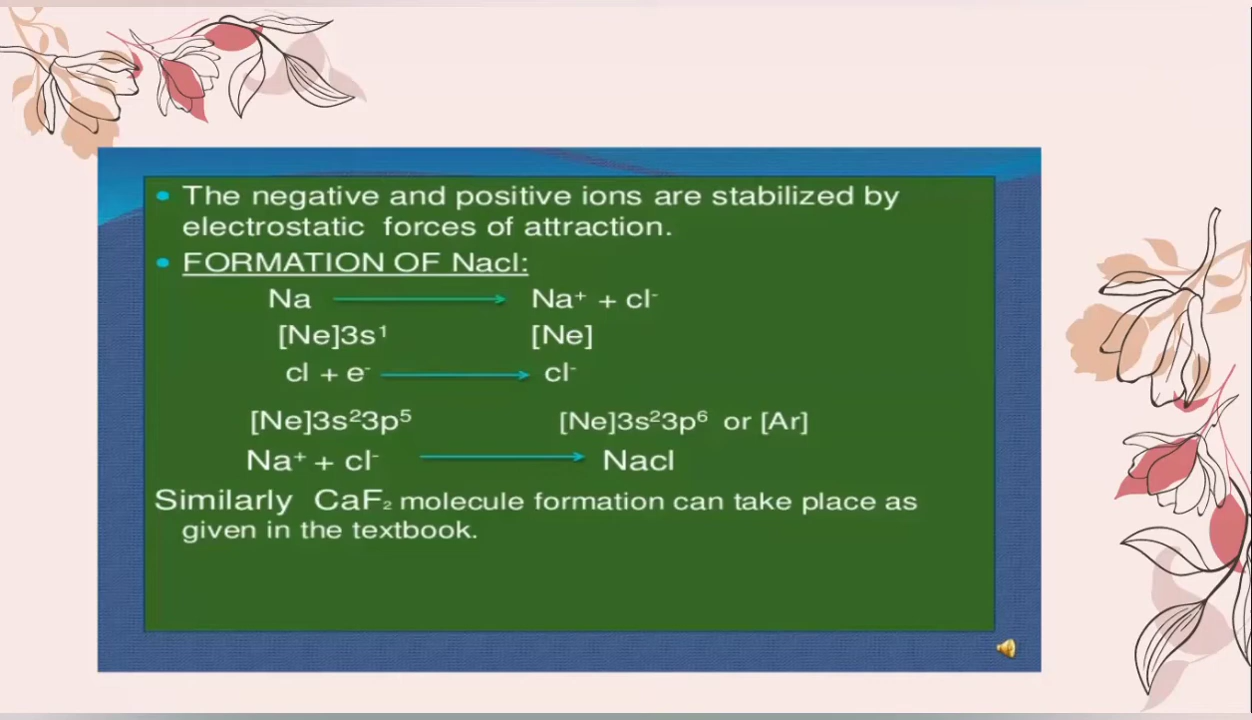 • The negative and positive ions are stabilized by
electrostatic forces of attraction.
• FORMATION OF Nacl:
Na ⟶ Na⁺ + cl⁻
[Ne]3s¹ [Ne]
cl + e⁻ ⟶ cl⁻
[Ne]3s²3p⁵ [Ne]3s²3p⁶ or [Ar]
Na⁺ + cl⁻ ⟶ Nacl
Similarly CaF₂ molecule formation can take place as
given in the textbook.